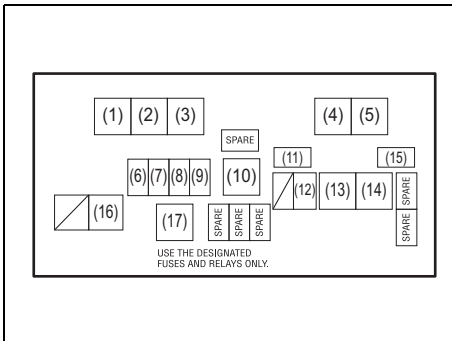 (1) (2) (3) (4) (5)
SPARE
(11) (15)
(6) (7) (8) (9) (10) (12) (13) (14) SPARE
(16) (17) SPARE SPARE SPARE SPARE
USE THE DESIGNATED
FUSES AND RELAYS ONLY.